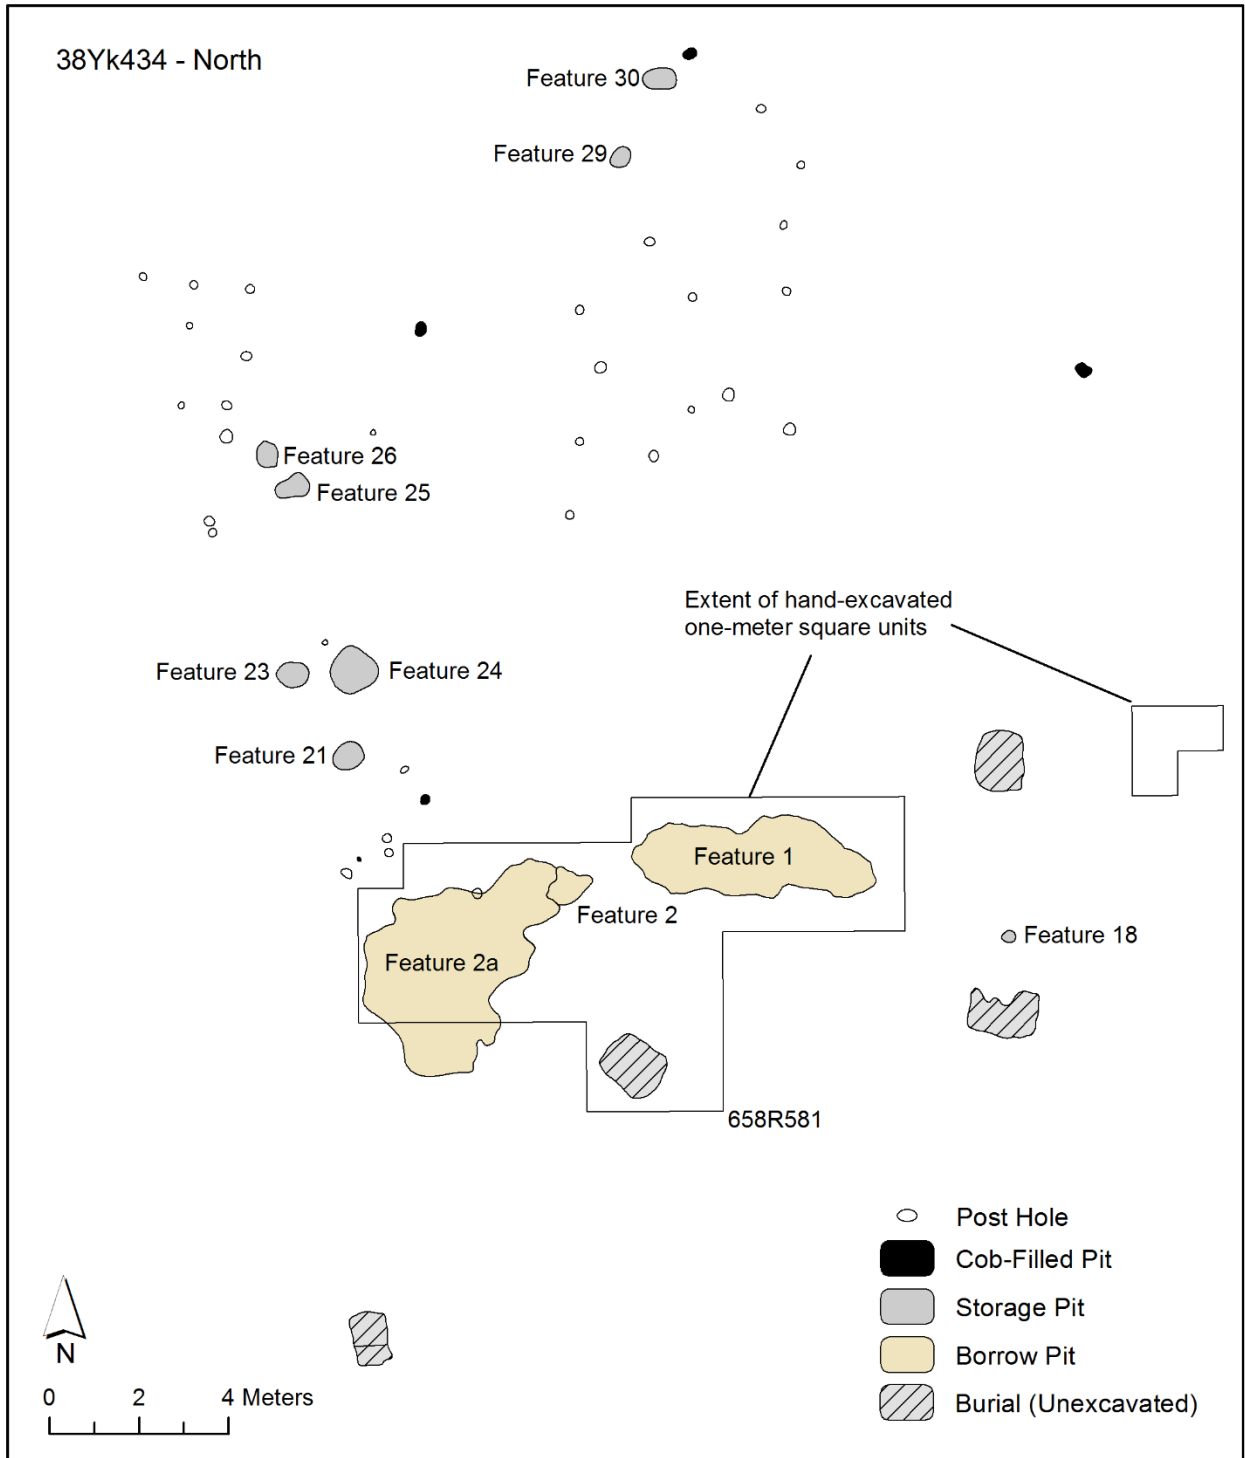 38Yk434 - North
Feature 30
Feature 29
Feature 26
Feature 25
Extent of hand-excavated
one-meter square units
Feature 23
Feature 24
Feature 21
Feature 1
Feature 2
Feature 18
Feature 2a
658R581
Post Hole
Cob-Filled Pit
Storage Pit
Borrow Pit
Burial (Unexcavated)
N
0 2 4 Meters